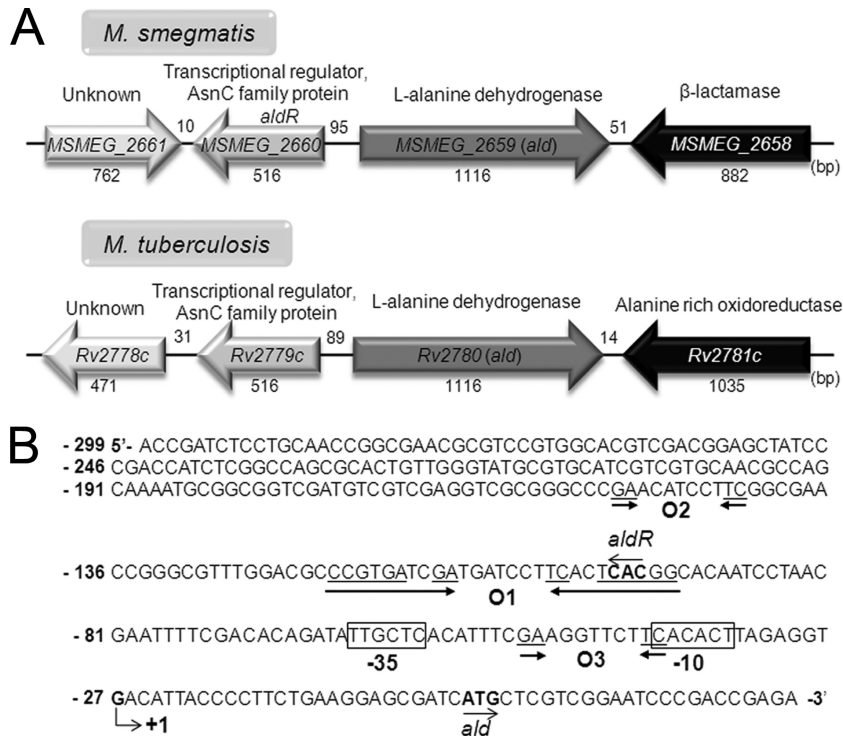 A
M. smegmatis
Unknown
Transcriptional regulator,
AsnC family protein
aldR
L-alanine dehydrogenase
β-lactamase
10
95
51
MSMEG_2661
MSMEG_2660
MSMEG_2659 (ald)
MSMEG_2658
762
516
1116
882
(bp)
M. tuberculosis
Unknown
Transcriptional regulator,
AsnC family protein
L-alanine dehydrogenase
Alanine rich oxidoreductase
31
89
14
Rv2778c
Rv2779c
Rv2780 (ald)
Rv2781c
471
516
1116
1035
(bp)
B
- 299 5'- ACCGATCTCCTGCAACCGGCGAACGCGTCCGTGGCACGTCGACGGAGCTATCC
- 246 CGACCATCTCGGCCAGCGCACTGTTGGGTATGCGTGCATCGTCGTGCAACGCCAG
- 191 CAAAATGCGGCGGTCGATGTCGTCGAGGTCGCGGGCCCGAACATCCTTCGGCGAA
O2
aldR
- 136 CCGGGCGTTTGGACGCCCGTGATCGATGATCCTTCACTCACGGCACAATCCTAAC
O1
- 81 GAATTTTCGACACAGATATTGCTCACATTTCGAAGGTTCTTCACACTTAGAGGT
-35
O3
-10
- 27 GACATTACCCCTTCTGAAGGAGCGATCATGCTCGTCGGAATCCCGACCGAGA -3'
+1
ald